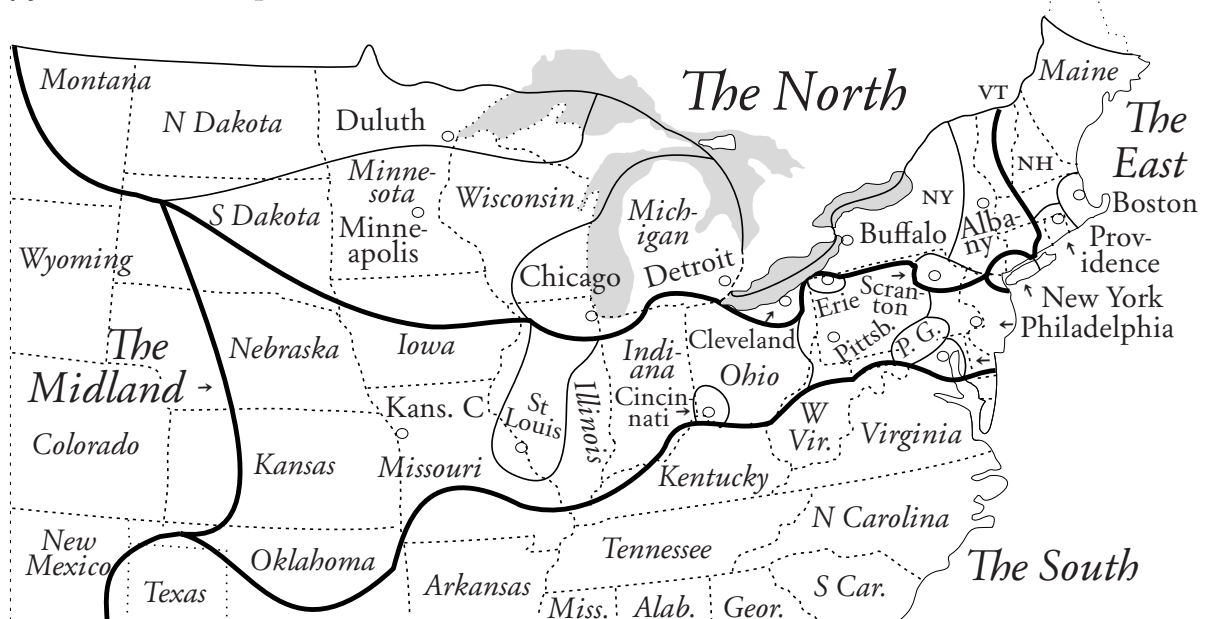 Montana
N Dakota
Duluth
The North
VT
Maine
The
East
Minne-
sota
Wisconsin
NH
NY
S Dakota
Minne-
apolis
Mich-
igan
Boston
Buffalo
Alba-
ny
Prov-
idence
Wyoming
Chicago
Detroit
Erie
Scran-
ton
New York
Philadelphia
The
Midland
Nebraska
Iowa
Indi-
ana
Cleveland
Pittsb.
P. G.
Ohio
Kans. C
St
Louis
Illinois
Cincin-
nati
W
Vir.
Virginia
Colorado
Kansas
Missouri
Kentucky
N Carolina
New
Mexico
Oklahoma
Tennessee
The South
Texas
Arkansas
S Car.
Miss.
Alab.
Geor.